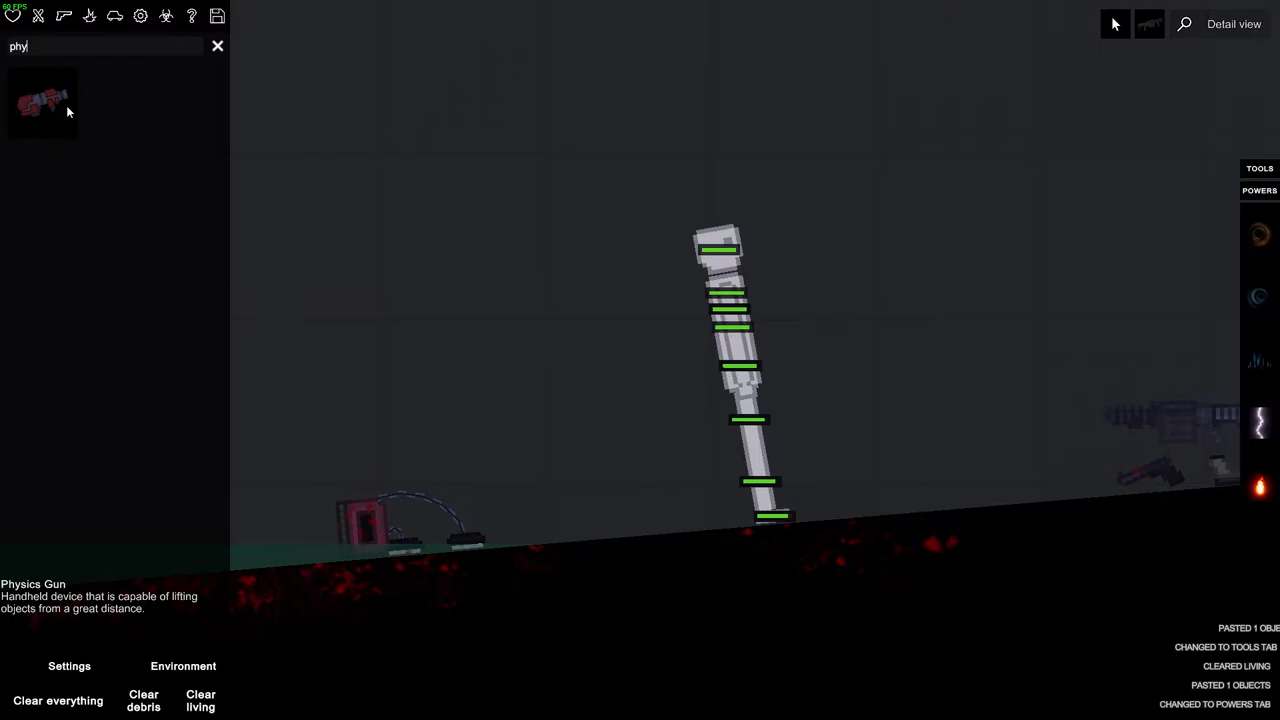 60 FPS
phy
Detail view
TOOLS
POWERS
Physics Gun
Handheld device that is capable of lifting
objects from a great distance.
Settings
Environment
Clear everything
Clear
debris
Clear
living
PASTED 1 OBJE
CHANGED TO TOOLS TAB
CLEARED LIVING
PASTED 1 OBJECTS
CHANGED TO POWERS TAB